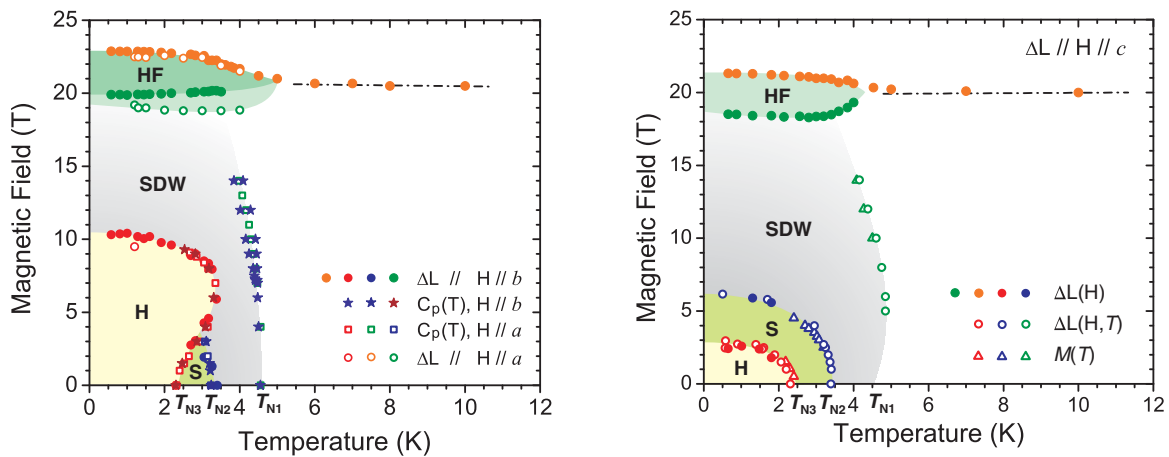 25
20
15
10
5
0
Magnetic Field (T)
HF
SDW
H
S
ΔL // H // b
Cp(T), H // b
Cp(T), H // a
ΔL // H // a
0 2 4 6 8 10 12
TN3 TN2 TN1
Temperature (K)
25
20
15
10
5
0
Magnetic Field (T)
ΔL // H // c
HF
SDW
S
H
ΔL(H)
ΔL(H,T)
M(T)
0 2 4 6 8 10 12
TN3 TN2 TN1
Temperature (K)